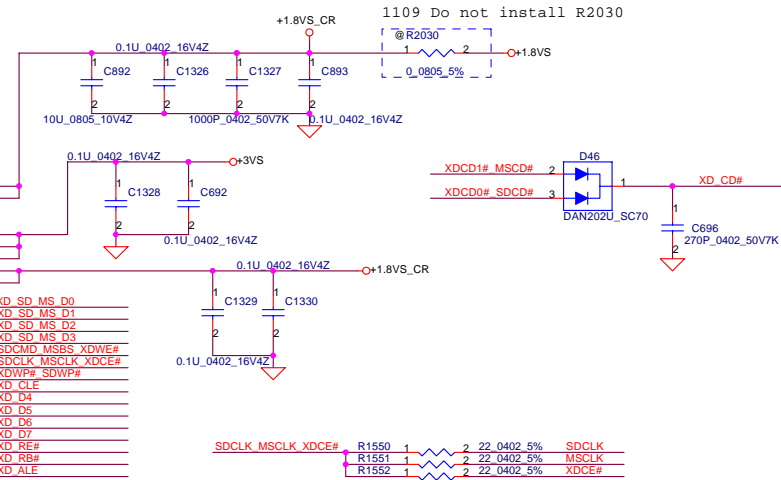 1109 Do not install R2030
+1.8VS_CR
@ R2030
1 2
+1.8VS
0_0805_5%
0.1U_0402_16V4Z
1 1 1 1
C892 C1326 C1327 C893
2 2 2 2
10U_0805_10V4Z 1000P_0402_50V7K 0.1U_0402_16V4Z
0.1U_0402_16V4Z +3VS
1 1
C1328 C692
2 2
0.1U_0402_16V4Z
D46
XDCD1#_MSCD# 2
1 XD_CD#
XDCD0#_SDCD# 3
DAN202U_SC70
1
C696
270P_0402_50V7K
2
0.1U_0402_16V4Z +1.8VS_CR
1 1
C1329 C1330
2 2
0.1U_0402_16V4Z
XD_SD_MS_D0
XD_SD_MS_D1
XD_SD_MS_D2
XD_SD_MS_D3
SDCMD_MSBS_XDWE#
SDCLK_MSCLK_XDCE#
XDWP#_SDWP#
XD_CLE
XD_D4
XD_D5
XD_D6
XD_D7
XD_RE#
XD_RB#
XD_ALE
SDCLK_MSCLK_XDCE# R1550 1 2 22_0402_5% SDCLK
R1551 1 2 22_0402_5% MSCLK
R1552 1 2 22_0402_5% XDCE#